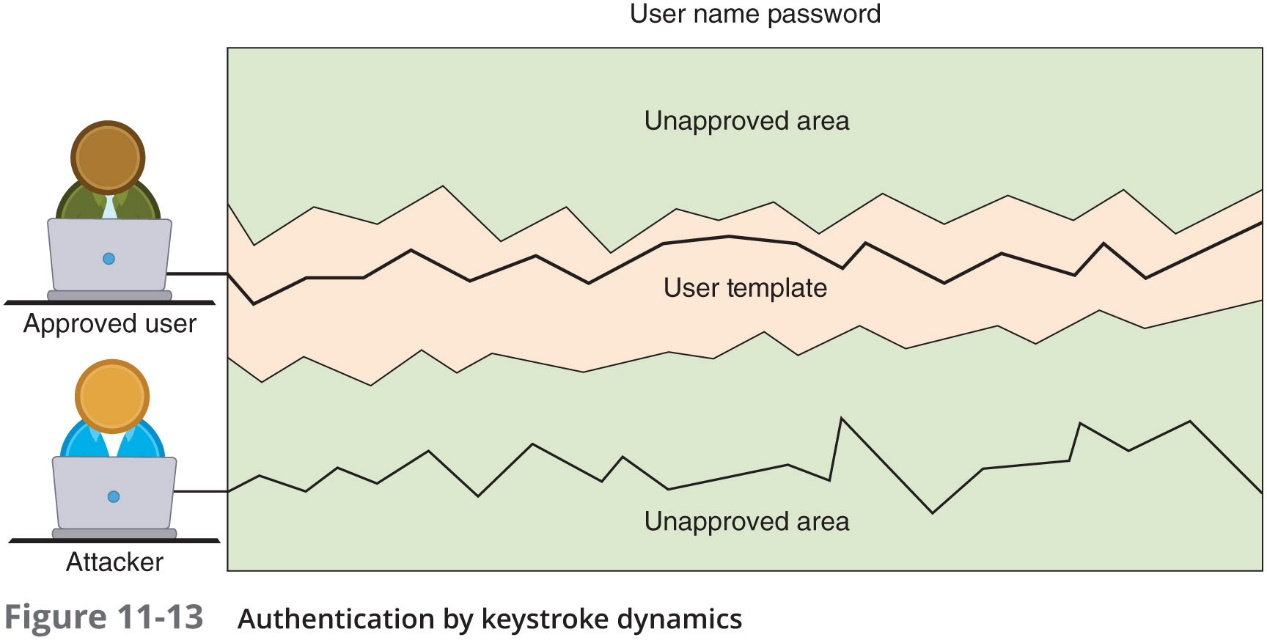 User name password
Unapproved area
User template
Approved user
Unapproved area
Attacker
Figure 11-13 Authentication by keystroke dynamics